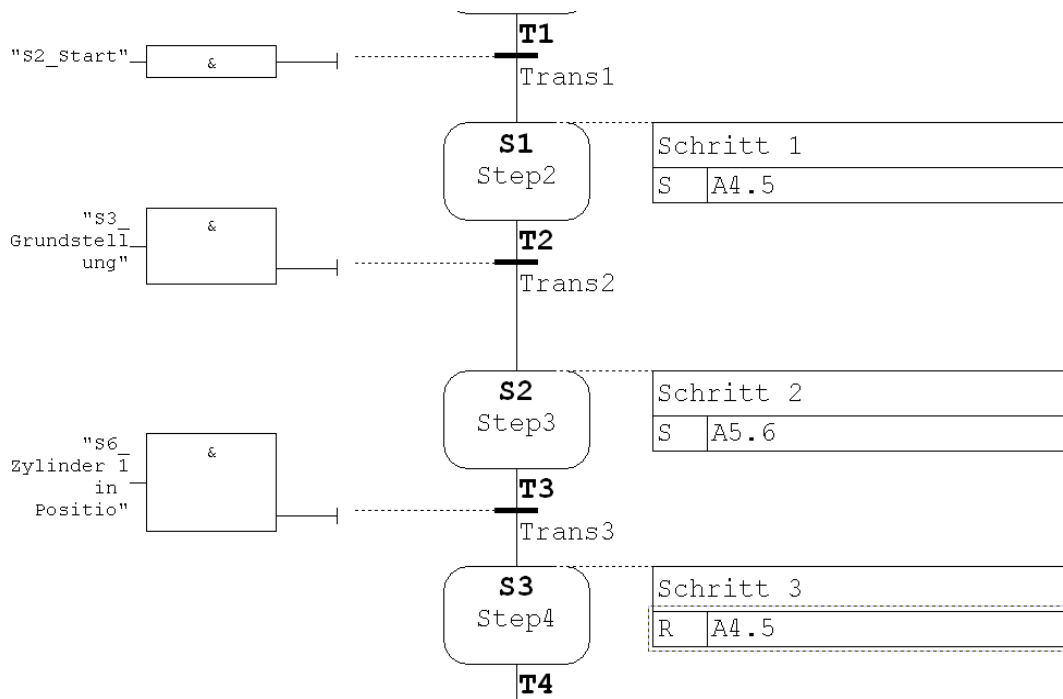 T1
"S2_Start"
&
Trans1
S1
Step2
Schritt 1
S A4.5
"S3_
Grundstell
ung"
&
T2
Trans2
S2
Step3
Schritt 2
S A5.6
"S6_
Zylinder 1
in
Positio"
&
T3
Trans3
S3
Step4
Schritt 3
R A4.5
T4